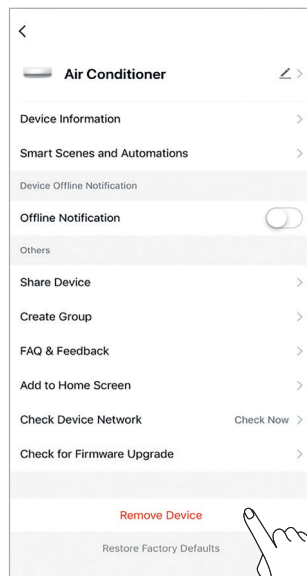 Air Conditioner
Device Information
Smart Scenes and Automations
Device Offline Notification
Offline Notification
Others
Share Device
Create Group
FAQ & Feedback
Add to Home Screen
Check Device Network Check Now
Check for Firmware Upgrade
Remove Device
Restore Factory Defaults